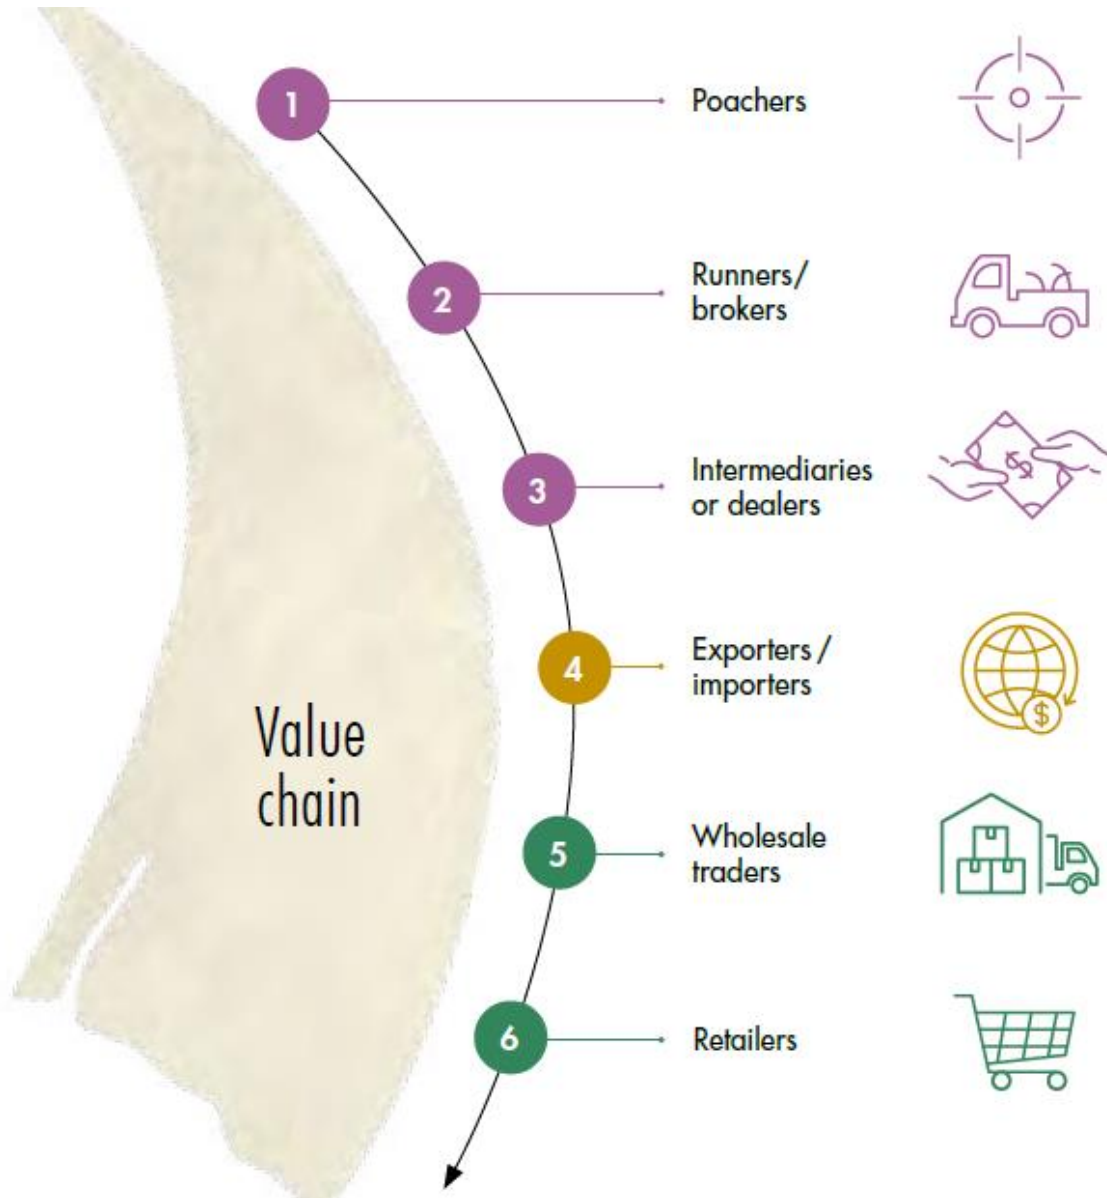 1
Poachers
2
Runners/
brokers
3
Intermediaries
or dealers
$
4
Exporters /
importers
$
Value
chain
5
Wholesale
traders
6
Retailers